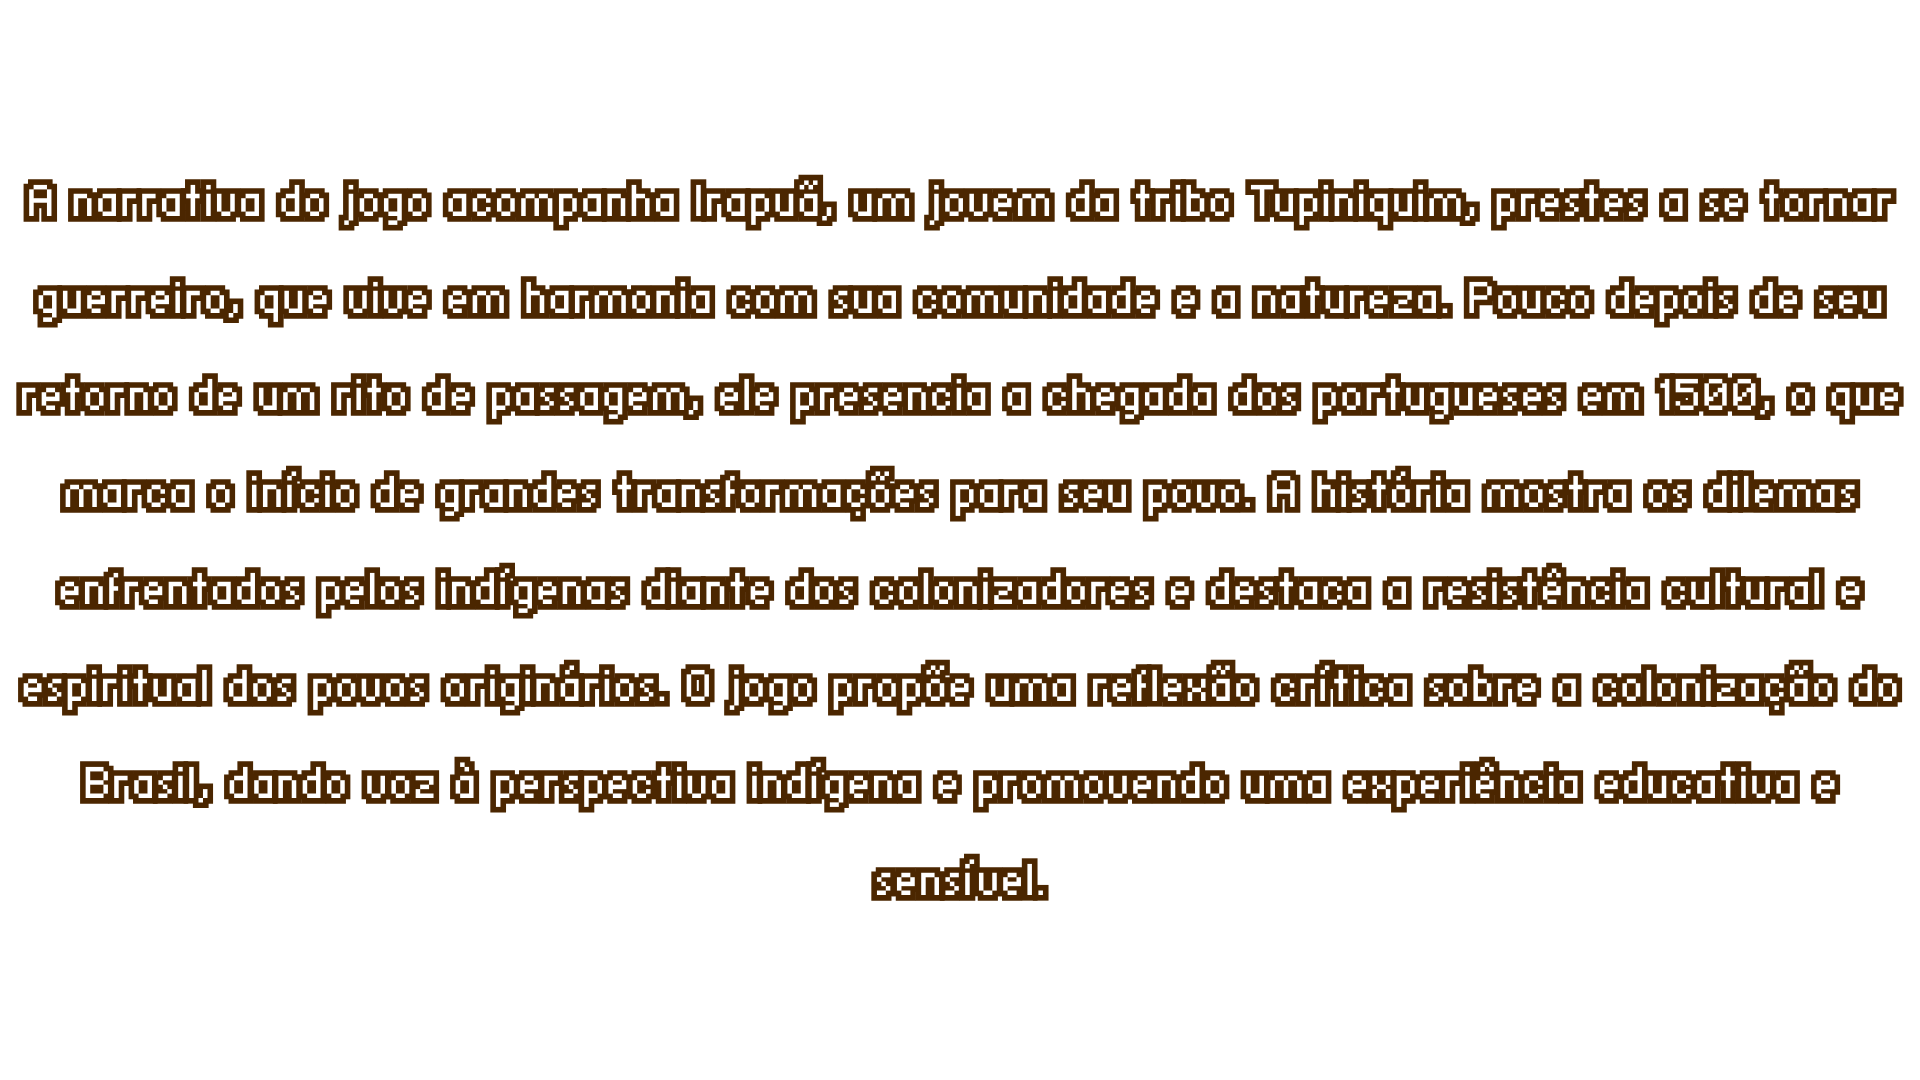 A narrativa do jogo acompanha Irapuã, um jovem da tribo Tupiniquim, prestes a se tornar
guerreiro, que vive em harmonia com sua comunidade e a natureza. Pouco depois de seu
retorno de um rito de passagem, ele presencia a chegada dos portugueses em 1500, o que
marca o início de grandes transformações para seu povo. A história mostra os dilemas
enfrentados pelos indígenas diante dos colonizadores e destaca a resistência cultural e
espiritual dos povos originários. O jogo propõe uma reflexão crítica sobre a colonização do
Brasil, dando voz à perspectiva indígena e promovendo uma experiência educativa e
sensível.